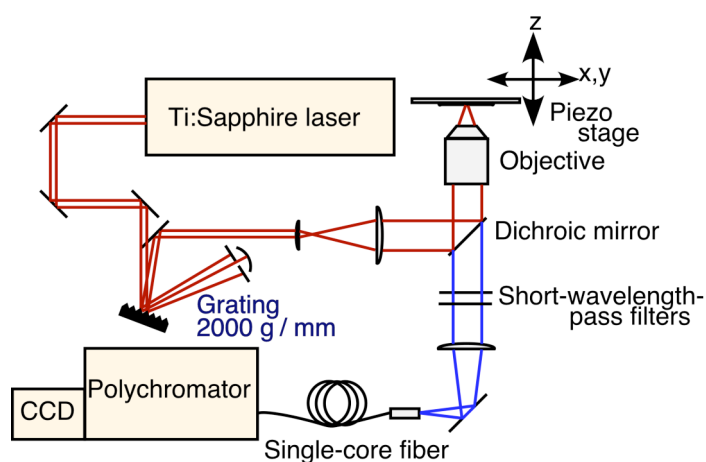 z
x,y
Ti:Sapphire laser
Piezo
stage
Objective
Dichroic mirror
Grating
2000 g / mm
Short-wavelength-
pass filters
Polychromator
CCD
Single-core fiber